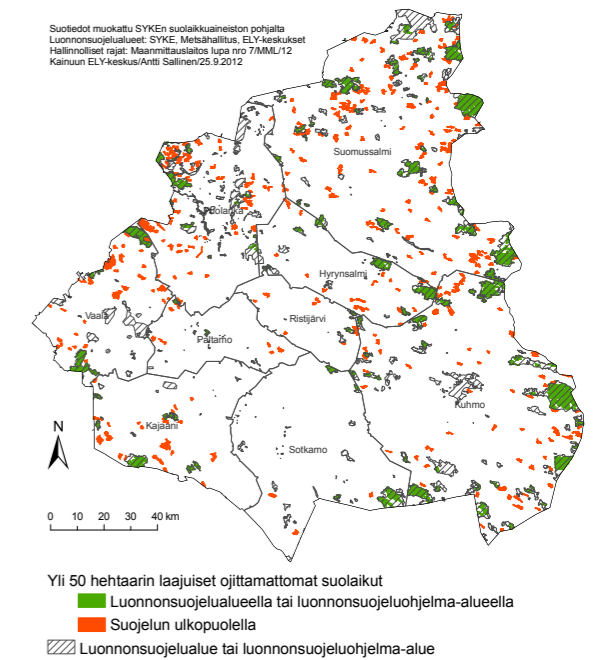 Suotiedot muokattu SYKEn suolaikkuaineiston pohjalta
Luonnonsuojelualueet: SYKE, Metsähallitus, ELY-keskukset
Hallinnolliset rajat: Maanmittauslaitos lupa nro 7/MML/12
Kainuun ELY-keskus/Antti Sallinen/25.9.2012
Suomussalmi
Puolanka
Hyrynsalmi
Vaala
Ristijärvi
Paltamo
Kuhmo
Kajaani
Sotkamo
N
0 10 20 30 40 km
Yli 50 hehtaarin laajuiset ojittamattomat suolaikut
Luonnonsuojelualueella tai luonnonsuojeluohjelma-alueella
Suojelun ulkopuolella
Luonnonsuojelualue tai luonnonsuojeluohjelma-alue